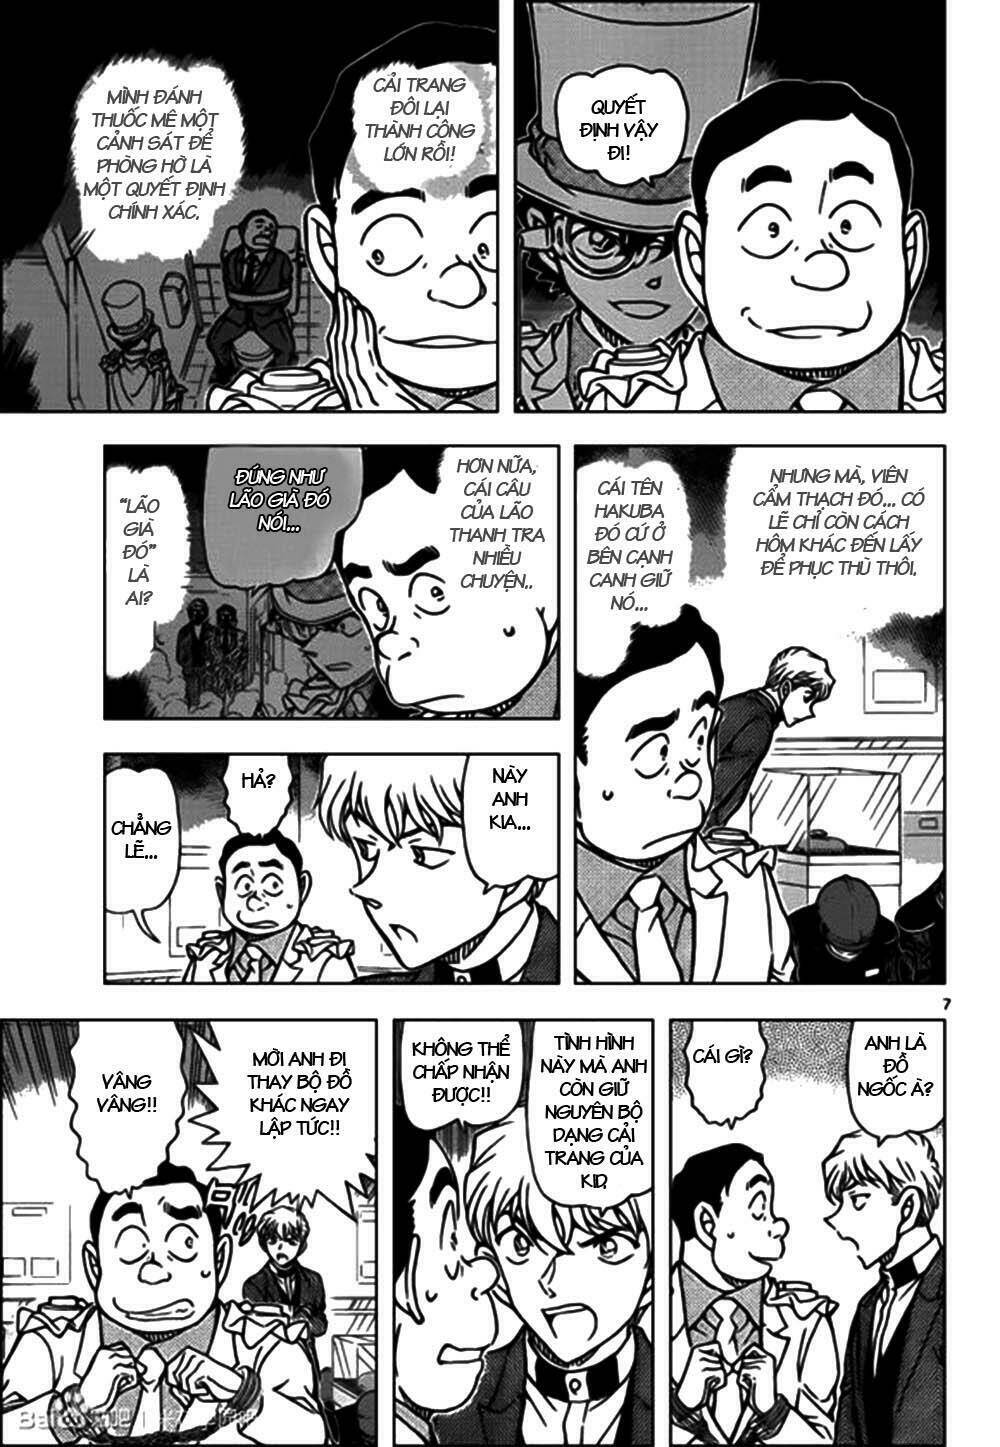 QUYẾT
ĐỊNH VẬY
ĐI!
CẢI TRANG
ĐÔI LẠI
THÀNH CÔNG
LỚN RỒI!
MÌNH ĐÁNH
THUỐC MÊ MỘT
CẢNH SÁT ĐỂ
PHÒNG HỜ LÀ
MỘT QUYẾT ĐỊNH
CHÍNH XÁC.
NHƯNG MÀ, VIÊN
CẨM THẠCH ĐÓ... CÓ
LẼ CHỈ CÒN CÁCH
HÔM KHÁC ĐẾN LẤY
ĐỂ PHỤC THÙ THÔI.
CÁI TÊN
HAKUBA
ĐÓ CỨ Ở
BÊN CẠNH
CANH GIỮ
NÓ...
HƠN NỮA,
CÁI CÂU
CỦA LÃO
THANH TRA
NHIỀU
CHUYỆN..
ĐÚNG NHƯ
LÃO GIÀ ĐÓ
NÓI...
“LÃO
GIÀ
ĐÓ”
LÀ
AI?
NÀY
ANH
KIA...
HẢ?
CHẲNG
LẼ...
7
ANH LÀ
ĐỒ
NGỐC À?
CÁI GÌ?
TÌNH HÌNH
NÀY MÀ ANH
CÒN GIỮ
NGUYÊN BỘ
DẠNG CẢI
TRANG CỦA
KID.
KHÔNG THỂ
CHẤP NHẬN
ĐƯỢC!!
MỜI ANH ĐI
THAY BỘ ĐỒ
KHÁC NGAY
LẬP TỨC!!
VÂNG
VÂNG!!